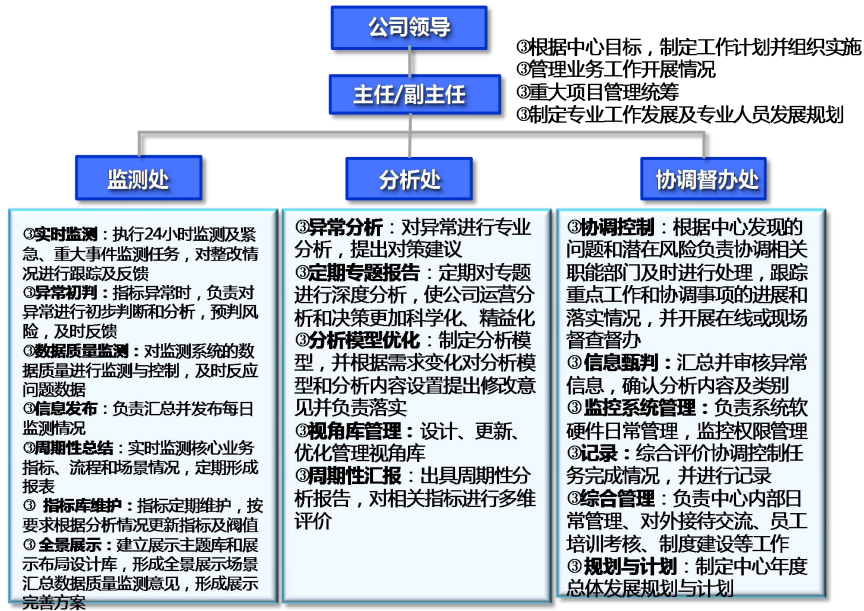 公司领导
主任/副主任
③根据中心目标，制定工作计划并组织实施
③管理业务工作开展情况
③重大项目管理统筹
③制定专业工作发展及专业人员发展规划
监测处
分析处
协调督办处
③实时监测：执行24小时监测及紧
急、重大事件监测任务，对整改情
况进行跟踪及反馈
③异常初判：指标异常时，负责对
异常进行初步判断和分析，预判风
险，及时反馈
③数据质量监测：对监测系统的数
据质量进行监测与控制，及时反应
问题数据
③信息发布：负责汇总并发布每日
监测情况
③周期性总结：实时监测核心业务
指标、流程和场景情况，定期形成
报表
③ 指标库维护：指标定期维护，按
要求根据分析情况更新指标及阀值
③ 全景展示：建立展示主题库和展
示布局设计库，形成全景展示场景
汇总数据质量监测意见，形成展示
完善方案
③异常分析：对异常进行专业
分析，提出对策建议
③定期专题报告：定期对专题
进行深度分析，使公司运营分
析和决策更加科学化、精益化
③分析模型优化：制定分析模
型，并根据需求变化对分析模
型和分析内容设置提出修改意
见并负责落实
③视角库管理：设计、更新、
优化管理视角库
③周期性汇报：出具周期性分
析报告，对相关指标进行多维
评价
③协调控制：根据中心发现的
问题和潜在风险负责协调相关
职能部门及时进行处理，跟踪
重点工作和协调事项的进展和
落实情况，并开展在线或现场
督查督办
③ 信息甄判：汇总并审核异常
信息，确认分析内容及类别
③ 监控系统管理：负责系统软
硬件日常管理，监控权限管理
③记录：综合评价协调控制任
务完成情况，并进行记录
③综合管理：负责中心内部日
常管理、对外接待交流、员工
培训考核、制度建设等工作
③ 规划与计划：制定中心年度
总体发展规划与计划